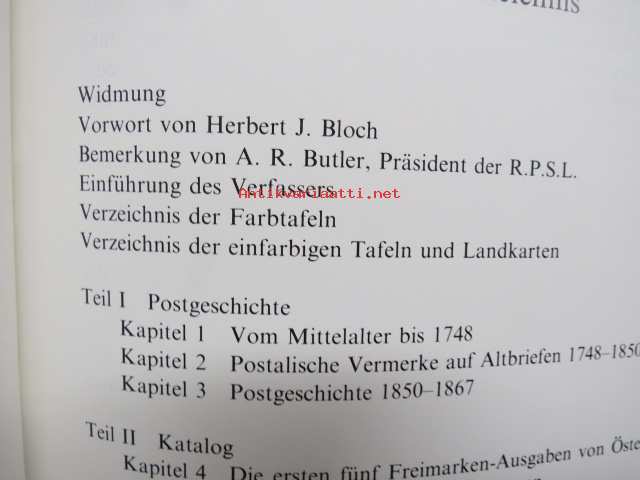 Widmung
Vorwort von Herbert J. Bloch
Bemerkung von A. R. Butler, Präsident der R.P.S.L.
Einführung des Verfassers
Antikvariaatti.net
Verzeichnis der Farbtafeln
Verzeichnis der einfarbigen Tafeln und Landkarten
Teil I Postgeschichte
Kapitel 1 Vom Mittelalter bis 1748
Kapitel 2 Postalische Vermerke auf Altbriefen 1748–1850
Kapitel 3 Postgeschichte 1850–1867
Teil II Katalog
Kapitel 4 Die ersten fünf Freimarken-Ausgaben von